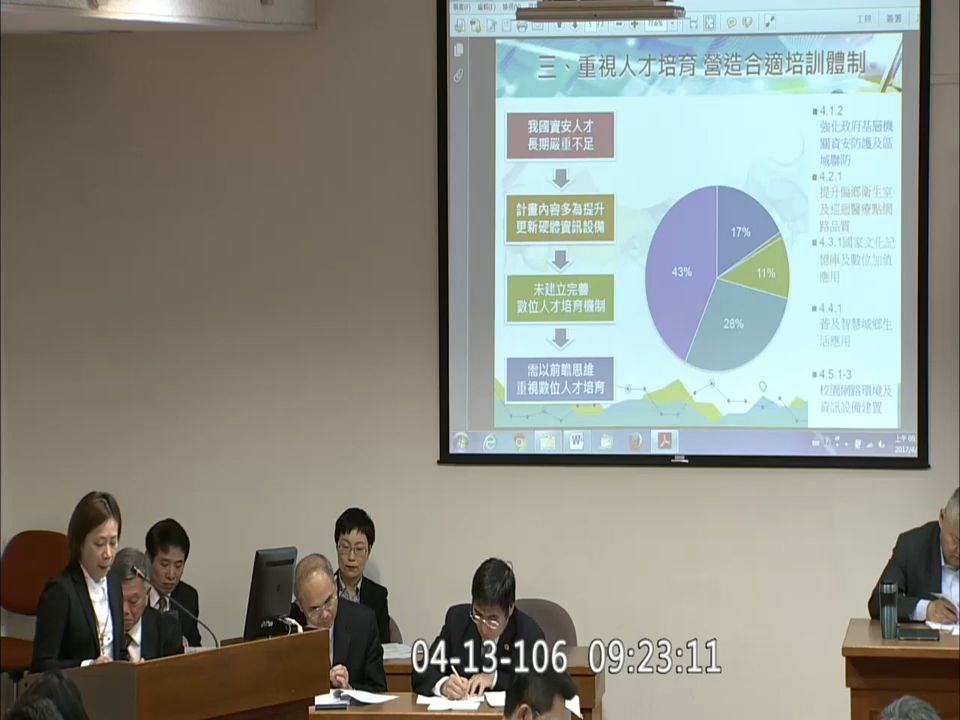 三、重視人才培育 營造合適培訓體制
我國資安人才
長期嚴重不足
計畫內容多為提升
更新硬體資訊設備
未建立完善
數位人才培育機制
需以前瞻思維
重視數位人才培育
17%
11%
28%
43%
4.1.2
強化政府基層機
關資安防護及區
域聯防
4.2.1
提升偏鄉衛生室
及巡迴醫療點網
路品質
4.3.1國家文化記
憶庫及數位加值
應用
4.4.1
普及智慧城鄉生
活應用
4.5.1-3
校園網路環境及
資訊設備建置
04-13-106 09:23:11